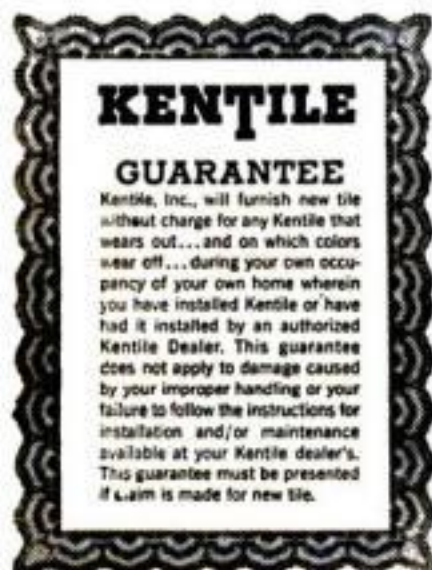 KENTILE
GUARANTEE
Kentile, Inc., will furnish new tile
without charge for any Kentile that
wears out...and on which colors
wear off...during your own occu-
pancy of your own home wherein
you have installed Kentile or have
had it installed by an authorized
Kentile Dealer. This guarantee
does not apply to damage caused
by your improper handling or your
failure to follow the instructions for
installation and/or maintenance
available at your Kentile dealer's.
This guarantee must be presented
if claim is made for new tile.